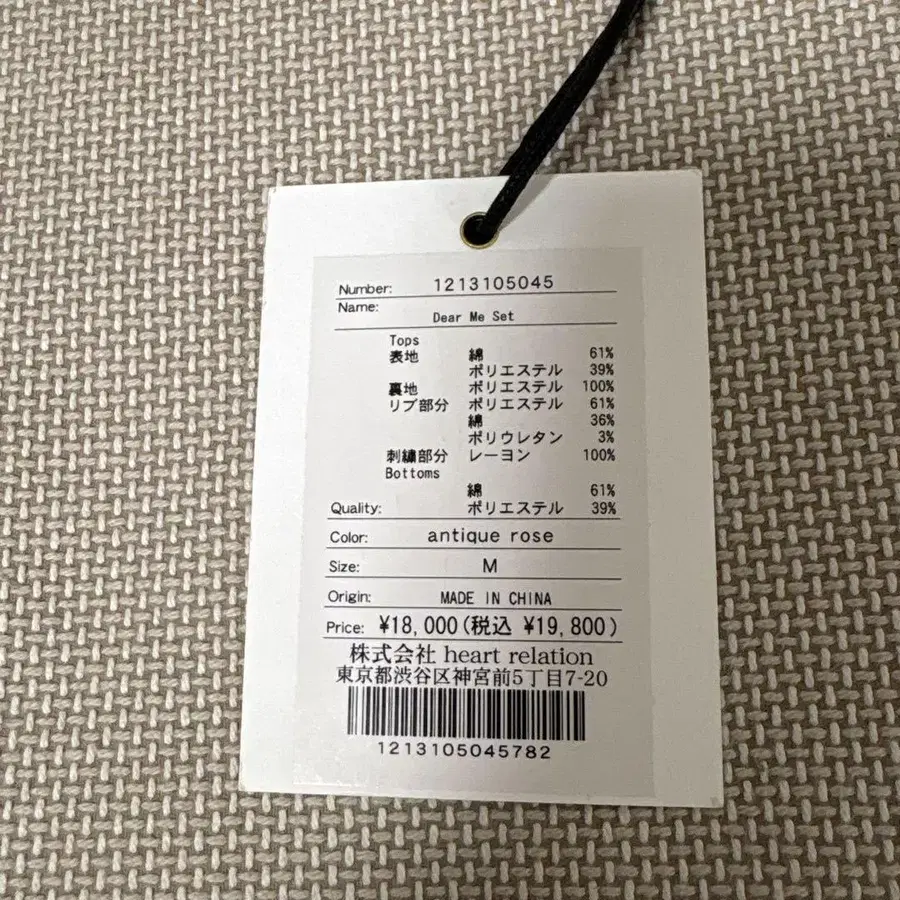 Number: 1213105045
Name:
Dear Me Set
Tops
表地 綿 61%
ポリエステル 39%
裏地 ポリエステル 100%
リブ部分 ポリエステル 61%
綿 36%
ポリウレタン 3%
刺繍部分 レーヨン 100%
Bottoms
綿 61%
Quality: ポリエステル 39%
Color: antique rose
Size: M
Origin: MADE IN CHINA
Price: ¥18,000(税込 ¥19,800)
株式会社 heart relation
東京都渋谷区神宮前5丁目7-20
1213105045782